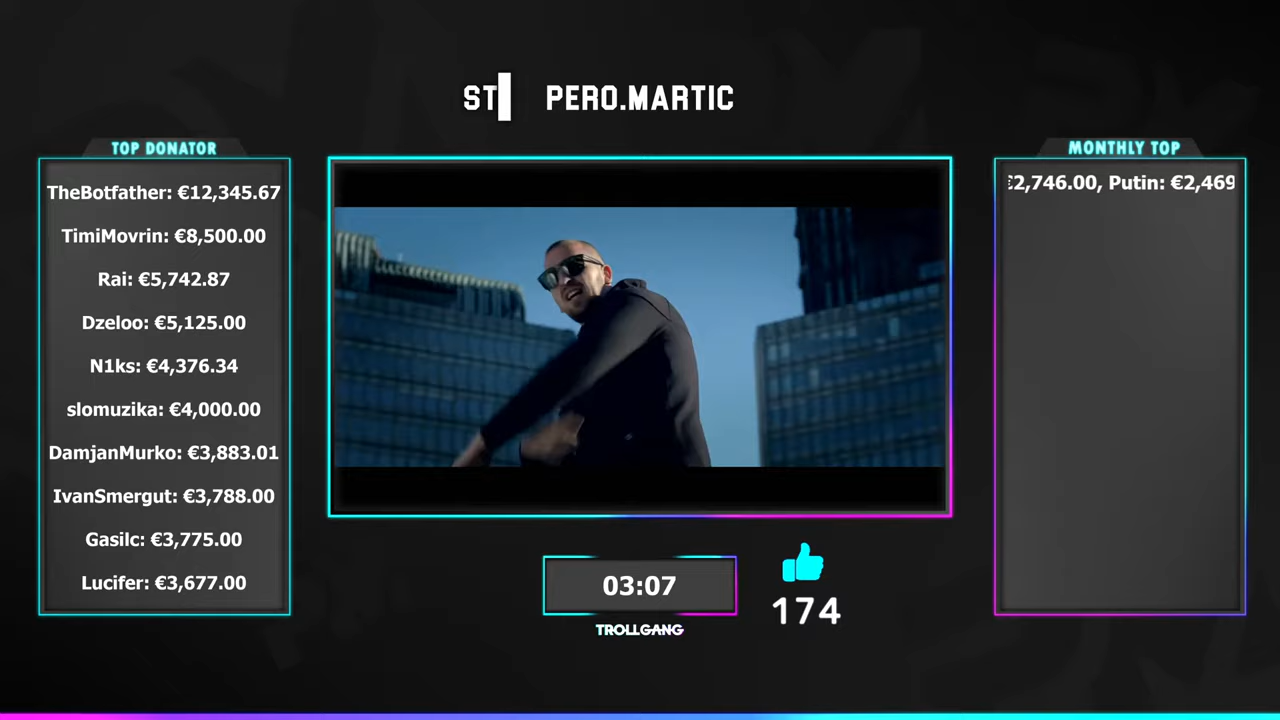 ST PERO.MARTIC
TOP DONATOR
TheBotfather: €12,345.67
TimiMovrin: €8,500.00
Rai: €5,742.87
Dzeloo: €5,125.00
N1ks: €4,376.34
slomuzika: €4,000.00
DamjanMurko: €3,883.01
IvanSmergut: €3,788.00
Gasilc: €3,775.00
Lucifer: €3,677.00
MONTHLY TOP
€2,746.00, Putin: €2,469
03:07
174
TROLLGANG